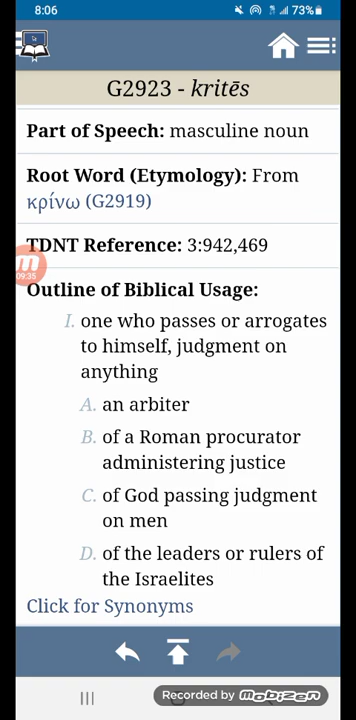 8:06
73%
G2923 - kritēs
Part of Speech: masculine noun
Root Word (Etymology): From
κρίνω (G2919)
TDNT Reference: 3:942,469
09:35
Outline of Biblical Usage:
I. one who passes or arrogates
to himself, judgment on
anything
A. an arbiter
B. of a Roman procurator
administering justice
C. of God passing judgment
on men
D. of the leaders or rulers of
the Israelites
Click for Synonyms
Recorded by mobizen